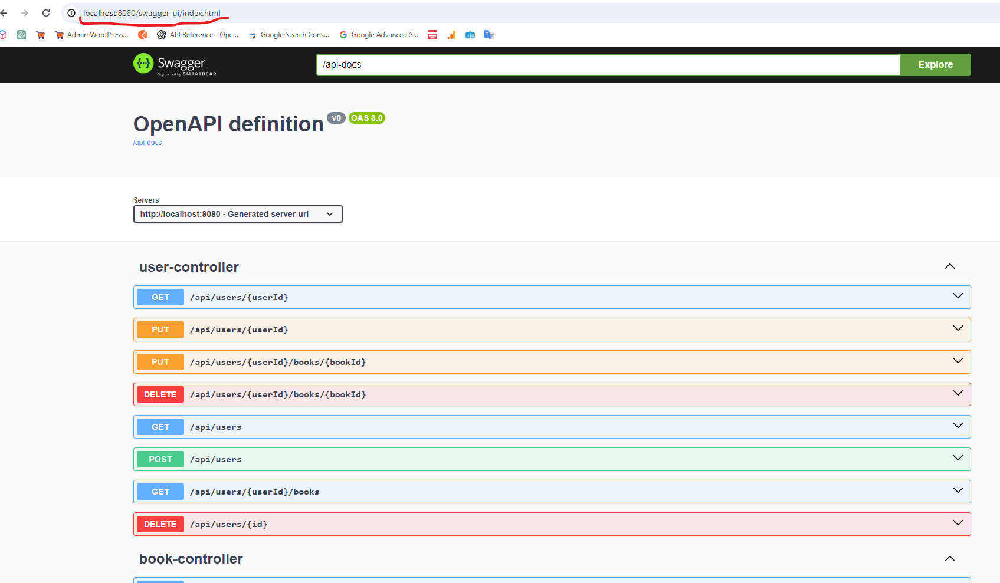 localhost:8080/swagger-ui/index.html
Admin WordPress... API Reference - Ope... Google Search Cons... Google Advanced S...
{···} Swagger.
Supported by SMARTBEAR
/api-docs
Explore
OpenAPI definition v0 OAS 3.0
/api-docs
Servers
http://localhost:8080 - Generated server url
user-controller
GET /api/users/{userId}
PUT /api/users/{userId}
PUT /api/users/{userId}/books/{bookId}
DELETE /api/users/{userId}/books/{bookId}
GET /api/users
POST /api/users
GET /api/users/{userId}/books
DELETE /api/users/{id}
book-controller